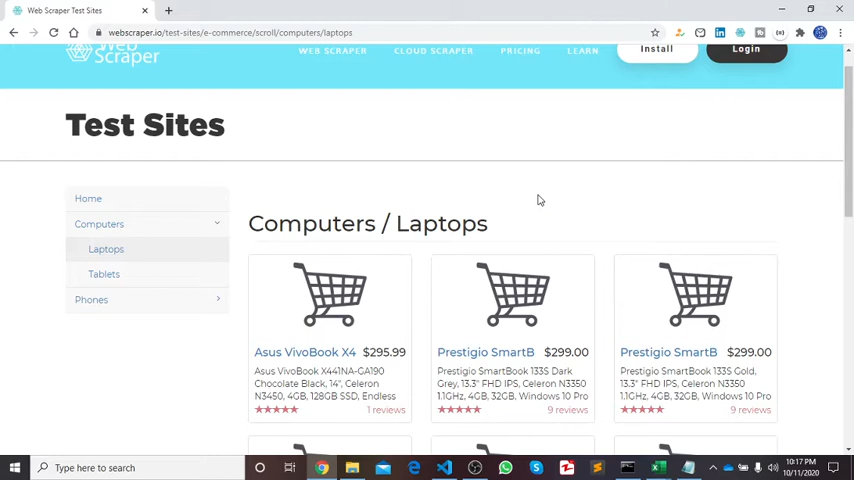 Web Scraper Test Sites
webscraper.io/test-sites/e-commerce/scroll/computers/laptops
Web
Scraper
WEB SCRAPER
CLOUD SCRAPER
PRICING
LEARN
Install
Login
Test Sites
Home
Computers
Laptops
Tablets
Phones
Computers / Laptops
Asus VivoBook X4 $295.99
Asus VivoBook X441NA-GA190
Chocolate Black, 14", Celeron
N3450, 4GB, 128GB SSD, Endless
1 reviews
Prestigio SmartB $299.00
Prestigio SmartBook 133S Dark
Grey, 13.3" FHD IPS, Celeron N3350
1.1GHz, 4GB, 32GB, Windows 10 Pro
9 reviews
Prestigio SmartB $299.00
Prestigio SmartBook 133S Gold,
13.3" FHD IPS, Celeron N3350
1.1GHz, 4GB, 32GB, Windows 10 Pro
9 reviews
Type here to search
10:17 PM
10/11/2020